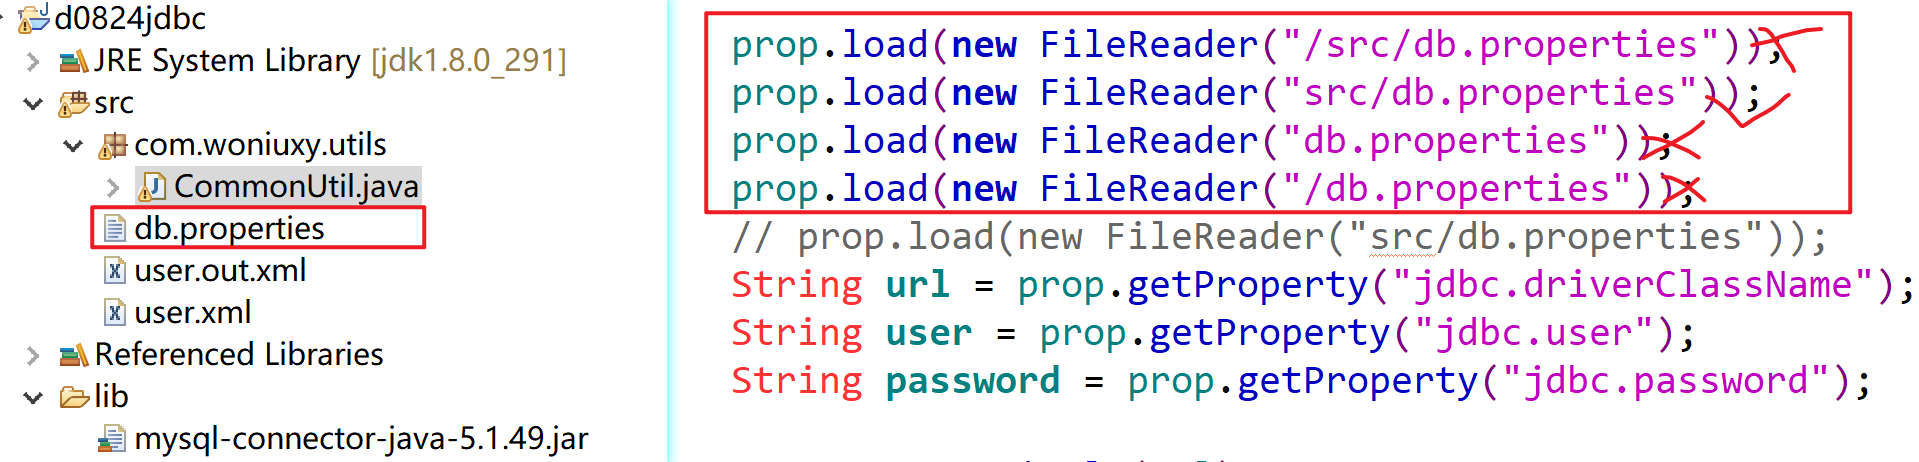 d0824jdbc
JRE System Library [jdk1.8.0_291]
src
com.woniuxy.utils
CommonUtil.java
db.properties
user.out.xml
user.xml
Referenced Libraries
lib
mysql-connector-java-5.1.49.jar
prop.load(new FileReader("/src/db.properties"));
prop.load(new FileReader("src/db.properties"));
prop.load(new FileReader("db.properties"));
prop.load(new FileReader("/db.properties"));
// prop.load(new FileReader("src/db.properties"));
String url = prop.getProperty("jdbc.driverClassName");
String user = prop.getProperty("jdbc.user");
String password = prop.getProperty("jdbc.password");